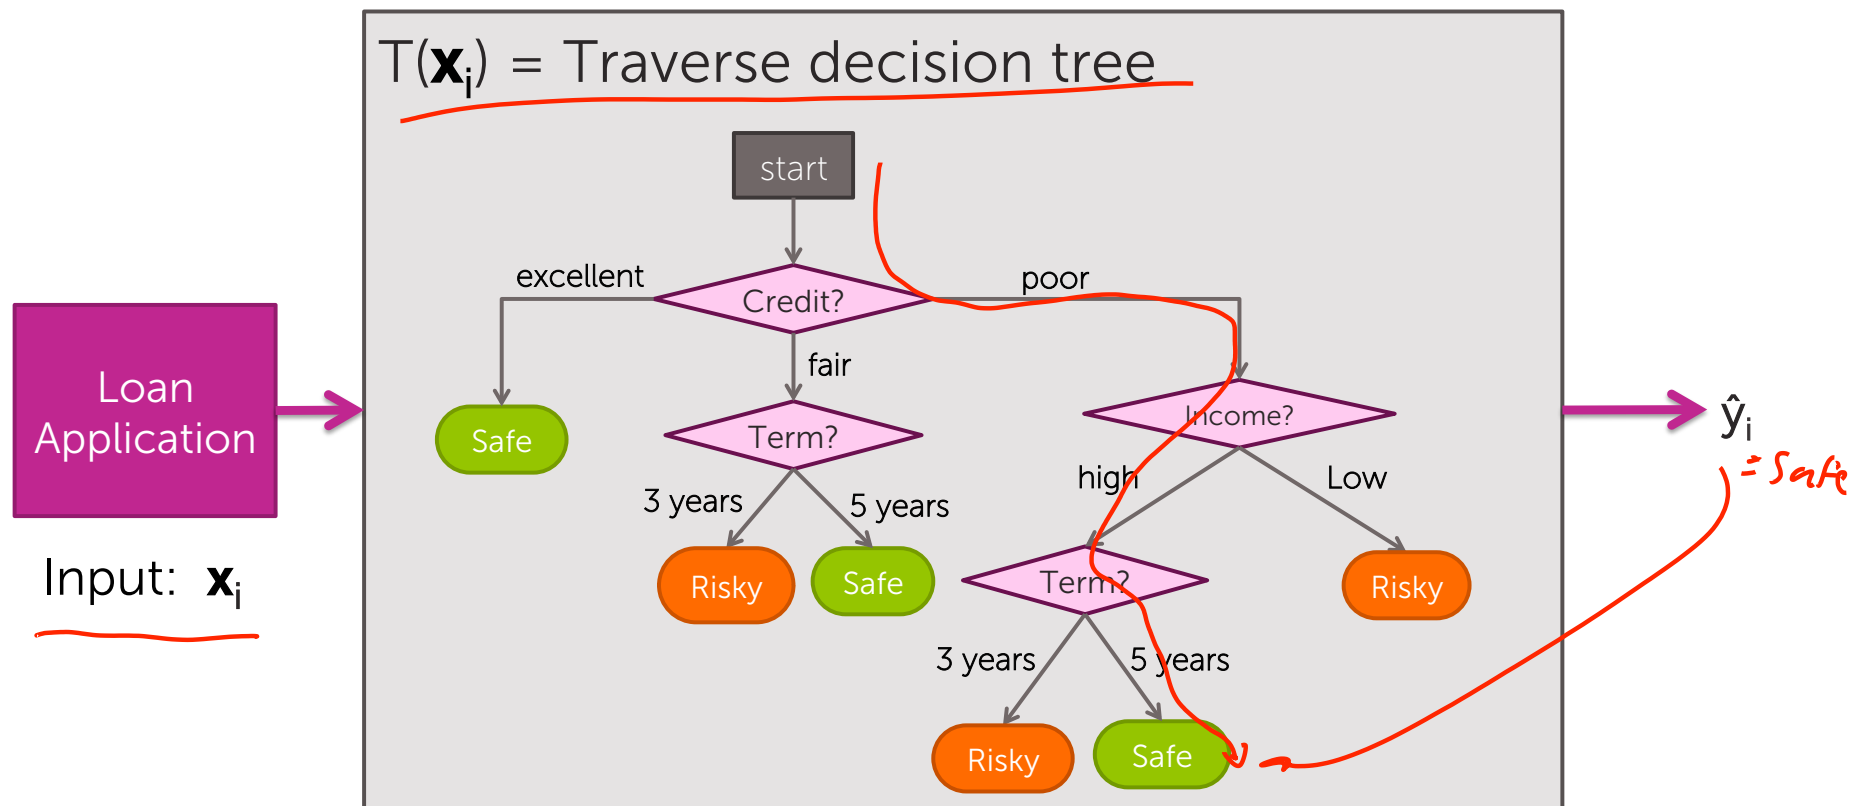 T(xᵢ) = Traverse decision tree
start
excellent
Credit?
poor
fair
Loan
Application
Safe
Term?
Income?
ŷᵢ
= Safe
3 years
5 years
high
Low
Input: xᵢ
Risky
Safe
Term?
Risky
3 years
5 years
Risky
Safe